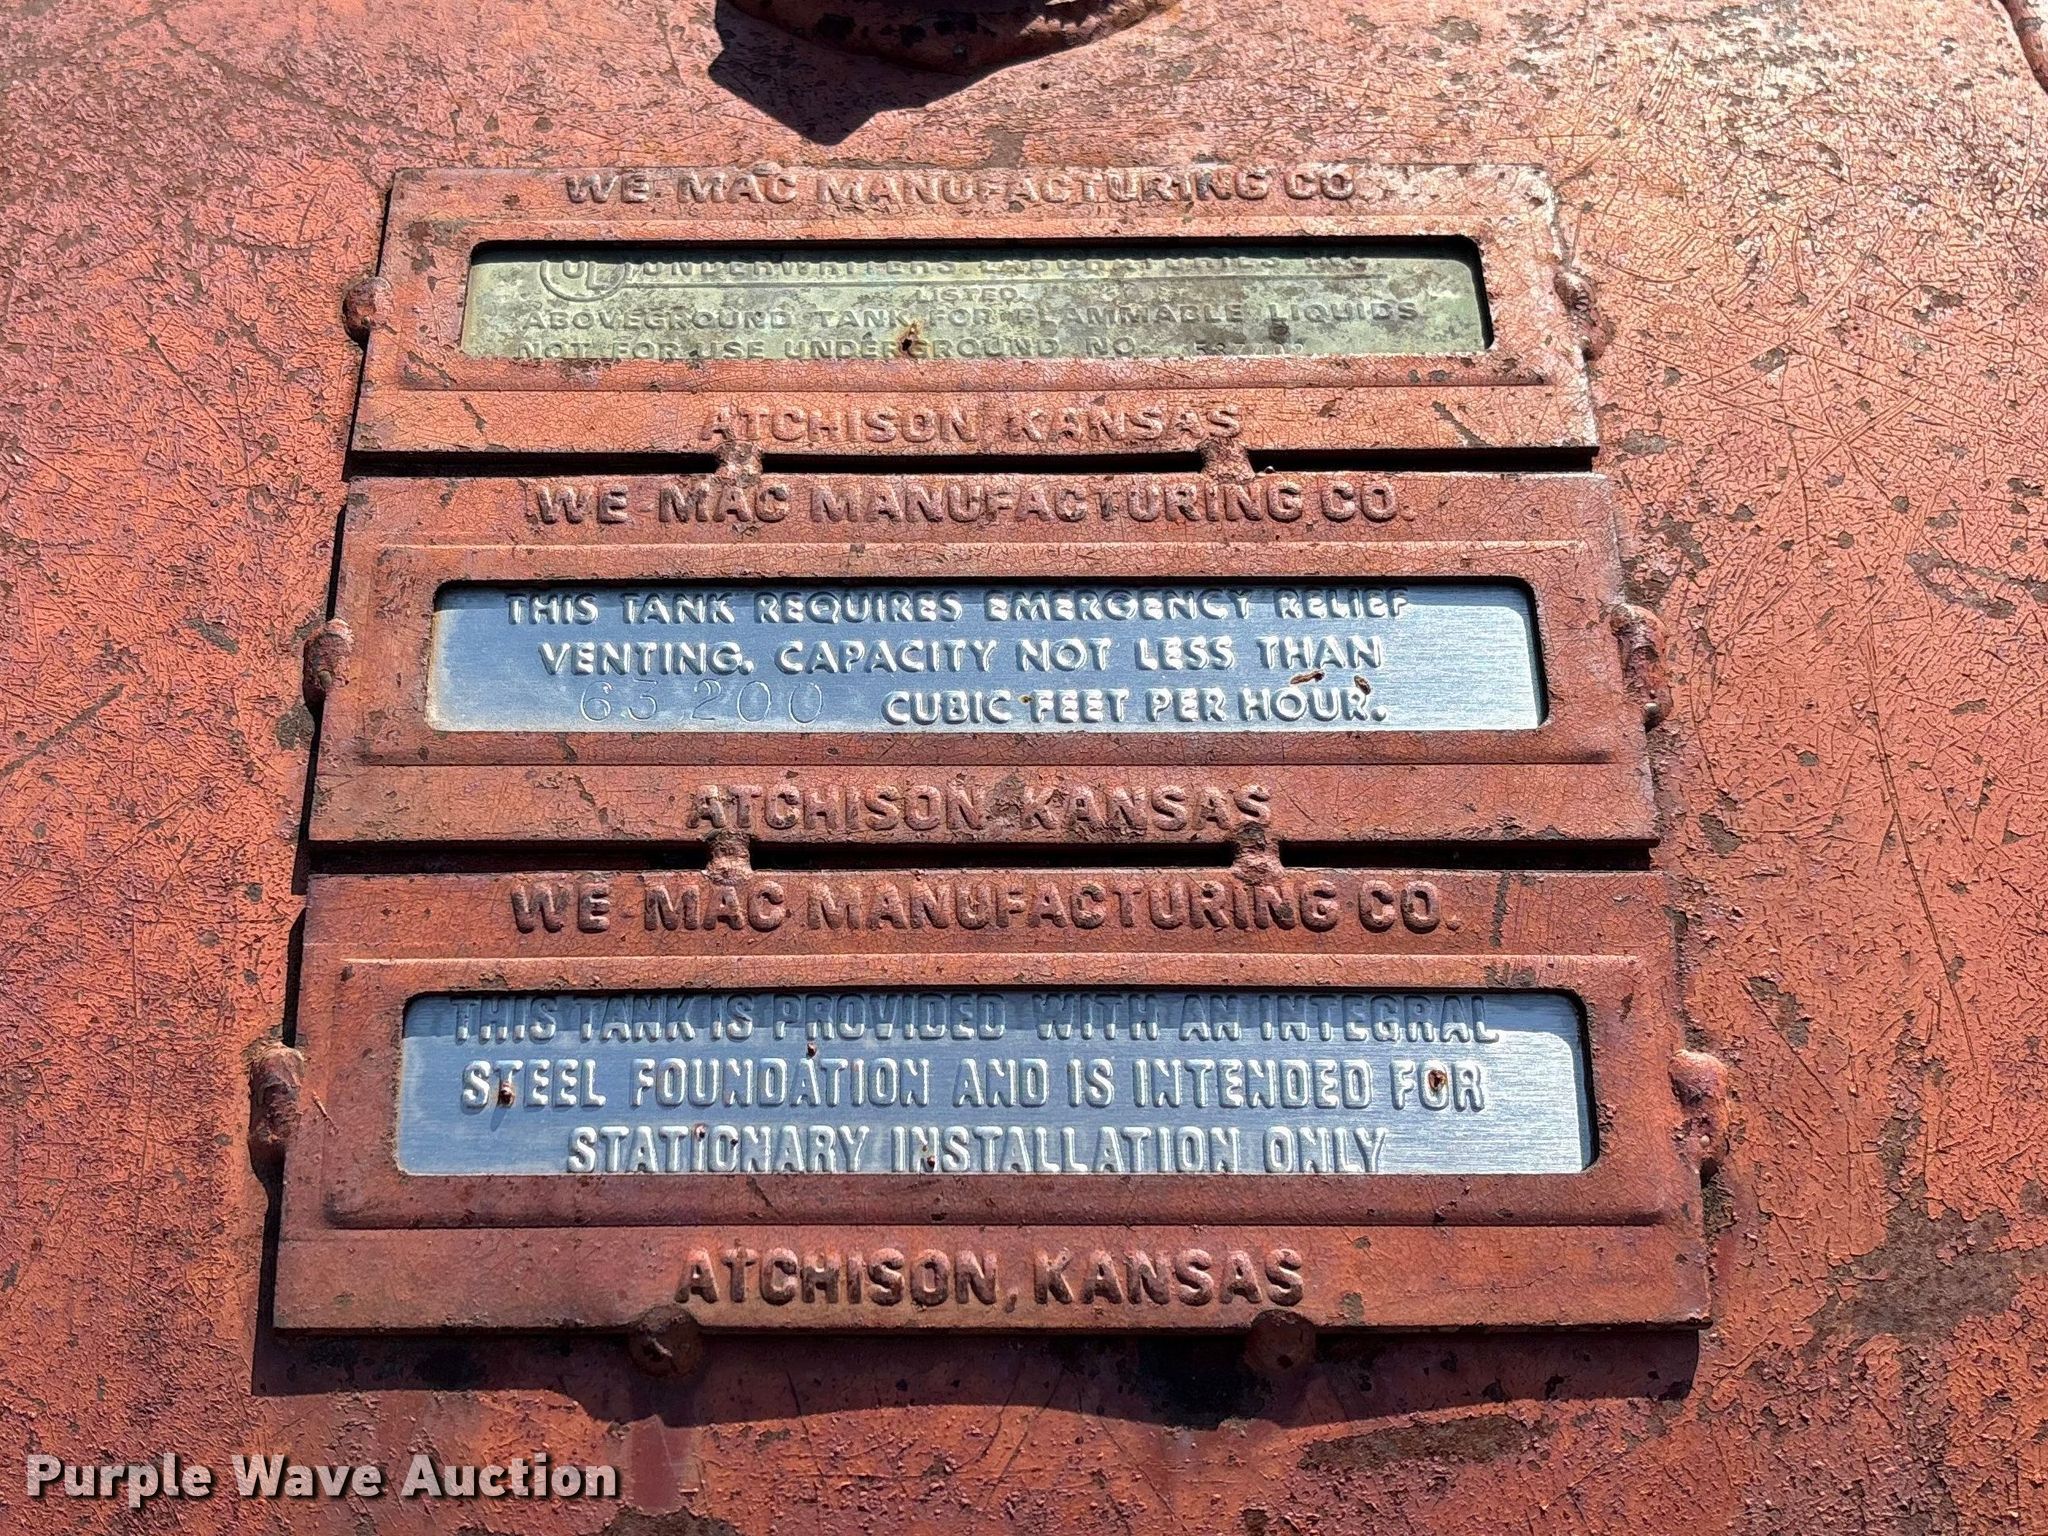 WE-MAC MANUFACTURING CO.
UL UNDERWRITERS LABORATORIES INC
LISTED
ABOVEGROUND TANK FOR FLAMMABLE LIQUIDS
NOT FOR USE UNDERGROUND NO.
ATCHISON, KANSAS
WE-MAC MANUFACTURING CO.
THIS TANK REQUIRES EMERGENCY RELIEF
VENTING. CAPACITY NOT LESS THAN
65,200 CUBIC FEET PER HOUR.
ATCHISON, KANSAS
WE-MAC MANUFACTURING CO.
THIS TANK IS PROVIDED WITH AN INTEGRAL
STEEL FOUNDATION AND IS INTENDED FOR
STATIONARY INSTALLATION ONLY
ATCHISON, KANSAS
Purple Wave Auction